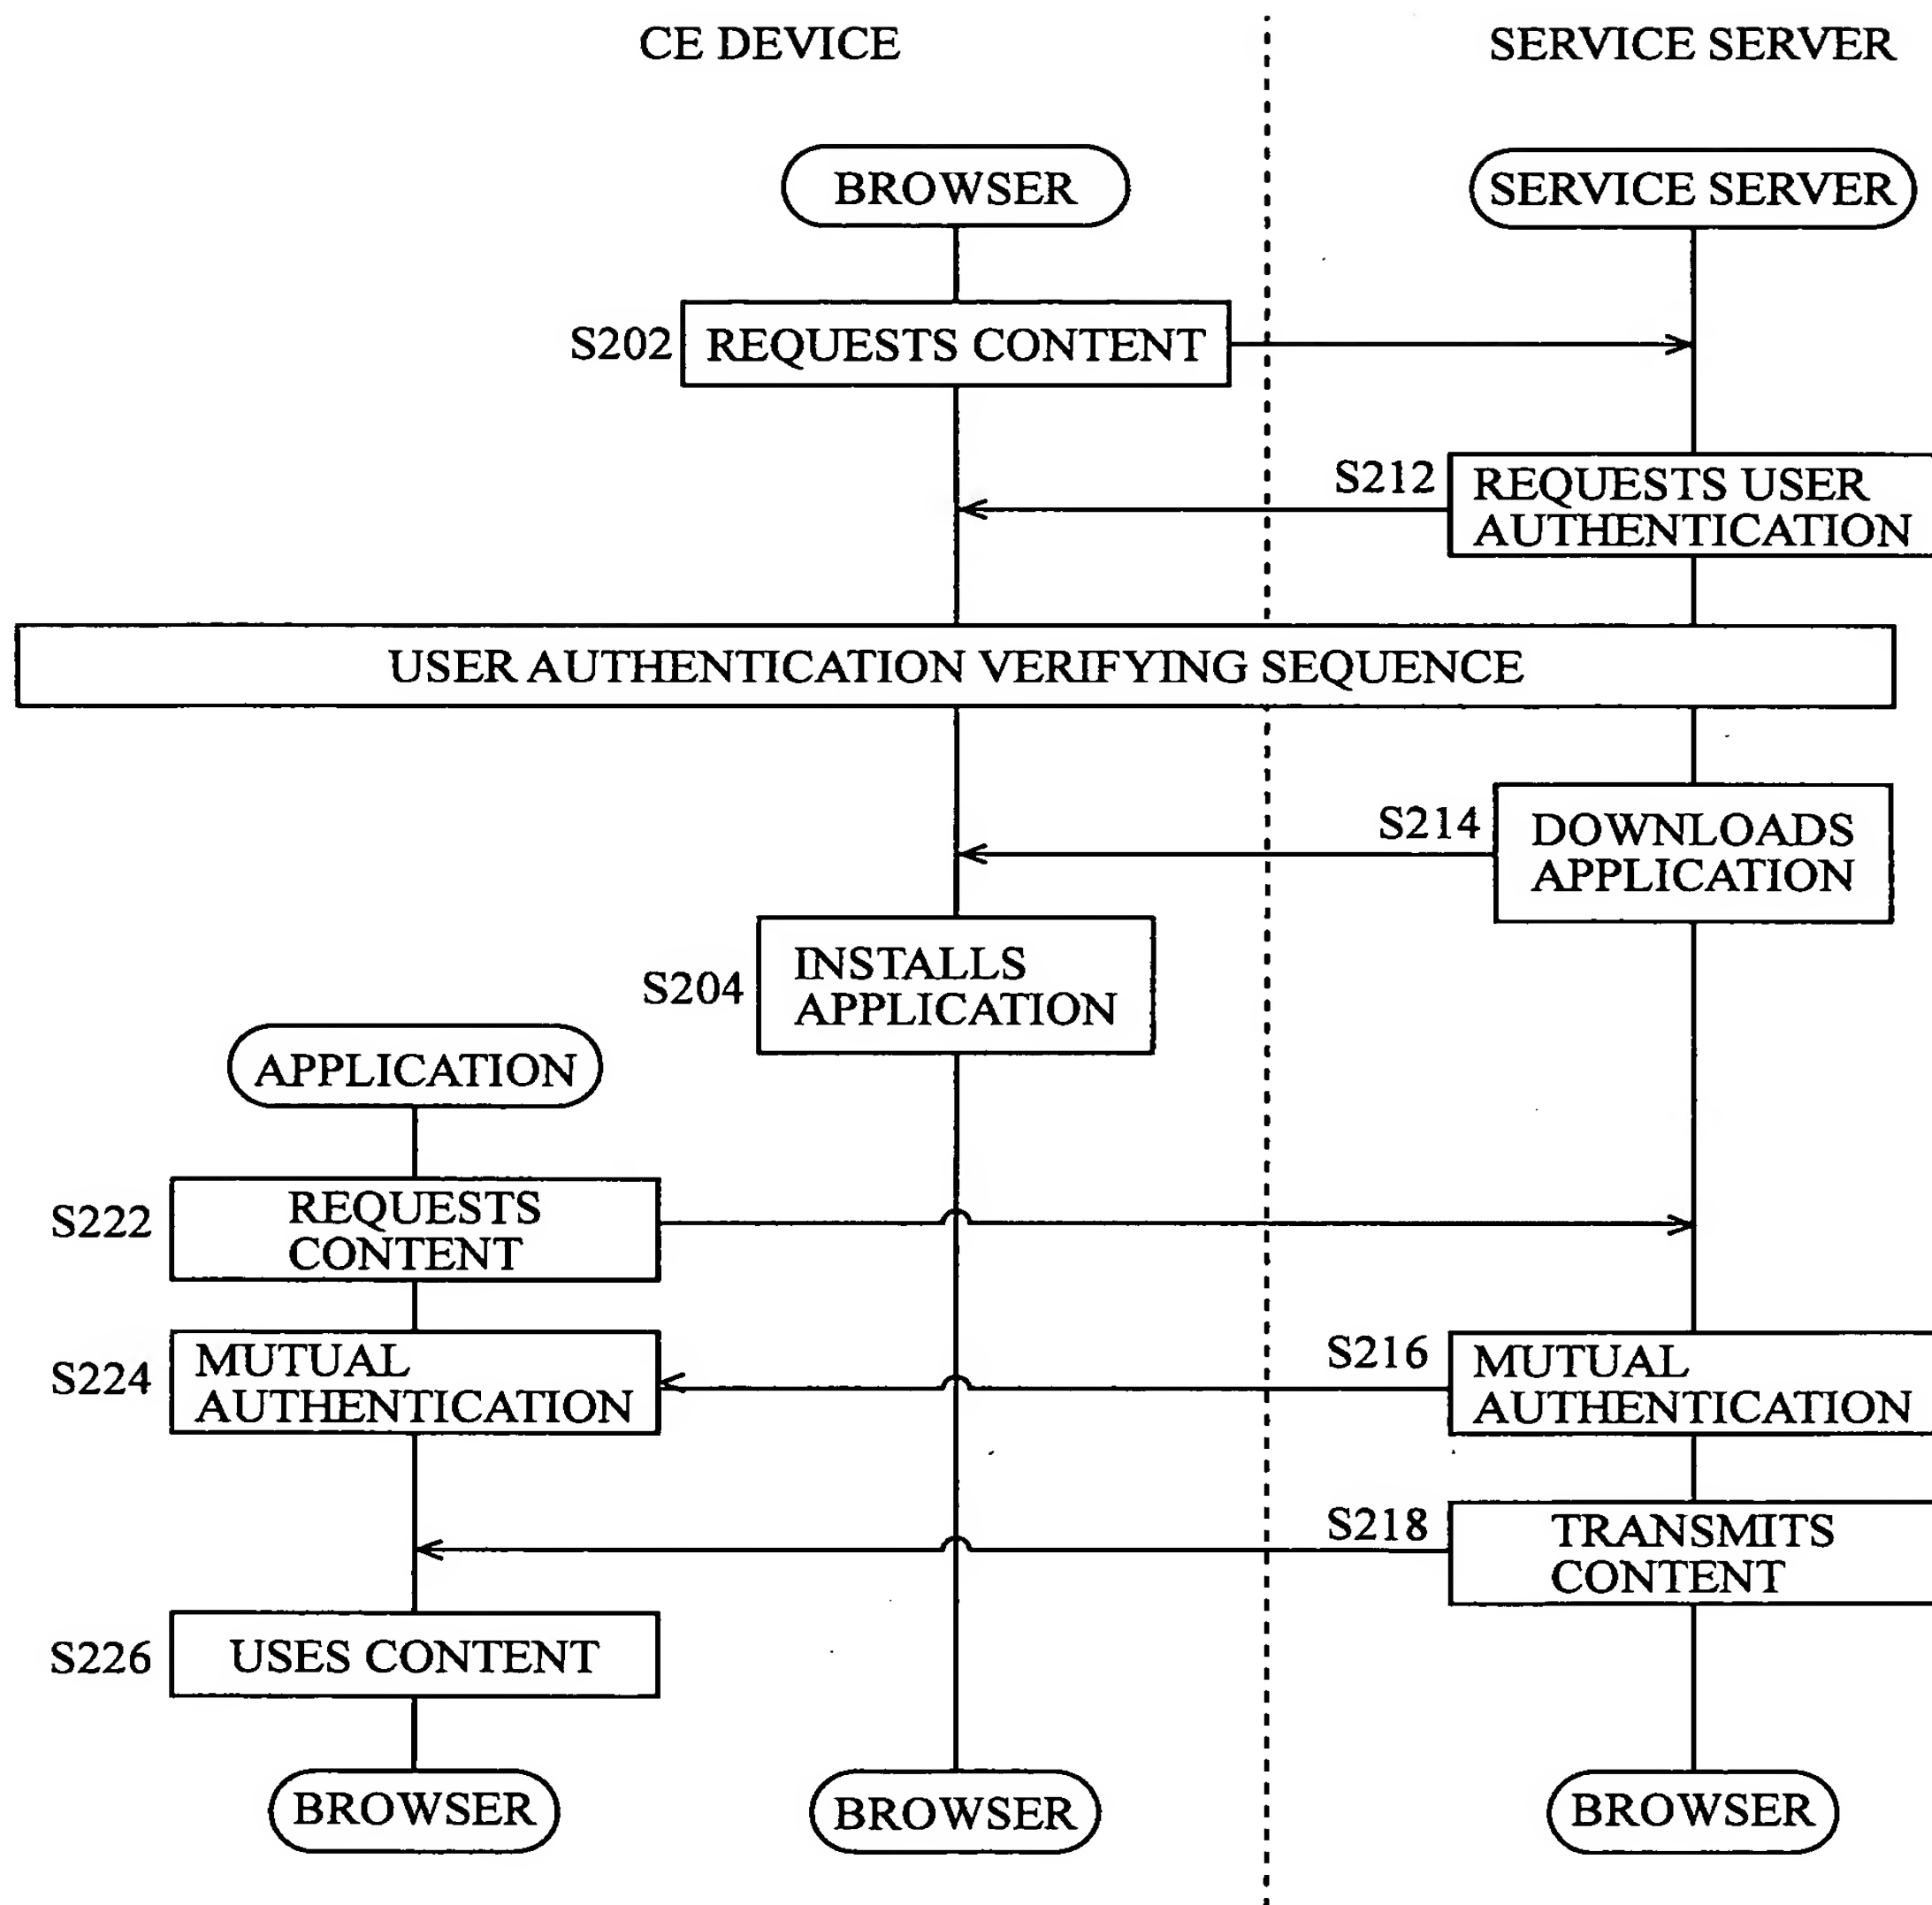 CE DEVICE
SERVICE SERVER
BROWSER
SERVICE SERVER
S202
REQUESTS CONTENT
S212
REQUESTS USER
AUTHENTICATION
USER AUTHENTICATION VERIFYING SEQUENCE
S214
DOWNLOADS
APPLICATION
S204
INSTALLS
APPLICATION
APPLICATION
S222
REQUESTS
CONTENT
S224
MUTUAL
AUTHENTICATION
S216
MUTUAL
AUTHENTICATION
S218
TRANSMITS
CONTENT
S226
USES CONTENT
BROWSER
BROWSER
BROWSER